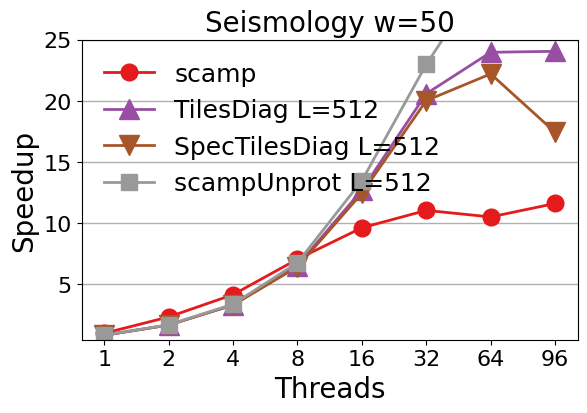 Seismology w=50
Speedup
25
20
15
10
5
scamp
TilesDiag L=512
SpecTilesDiag L=512
scampUnprot L=512
1 2 4 8 16 32 64 96
Threads